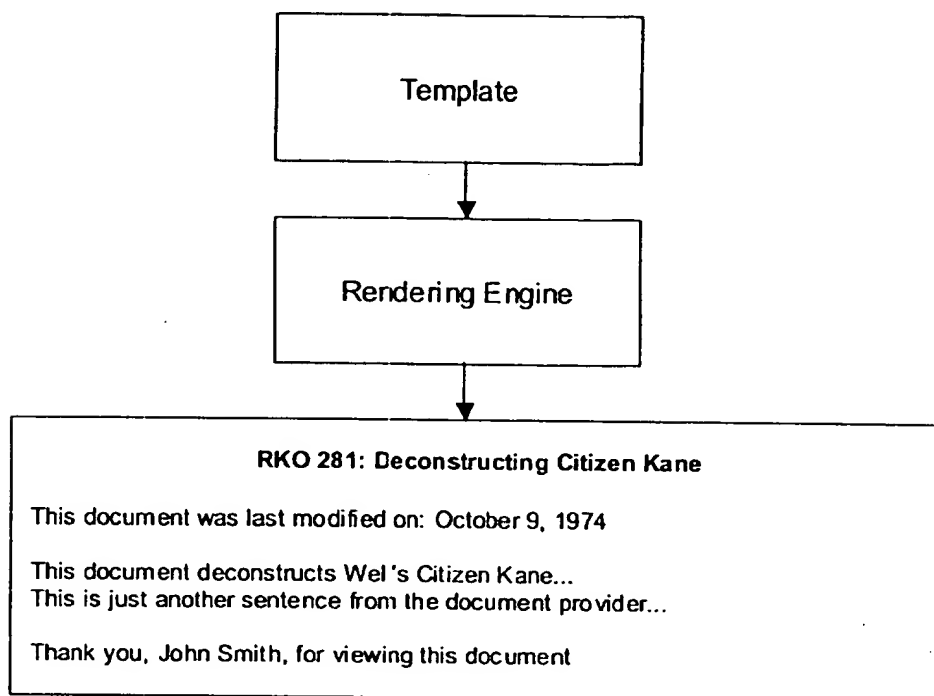 Template
Rendering Engine
RKO 281: Deconstructing Citizen Kane
This document was last modified on: October 9, 1974
This document deconstructs Wel's Citizen Kane...
This is just another sentence from the document provider...
Thank you, John Smith, for viewing this document